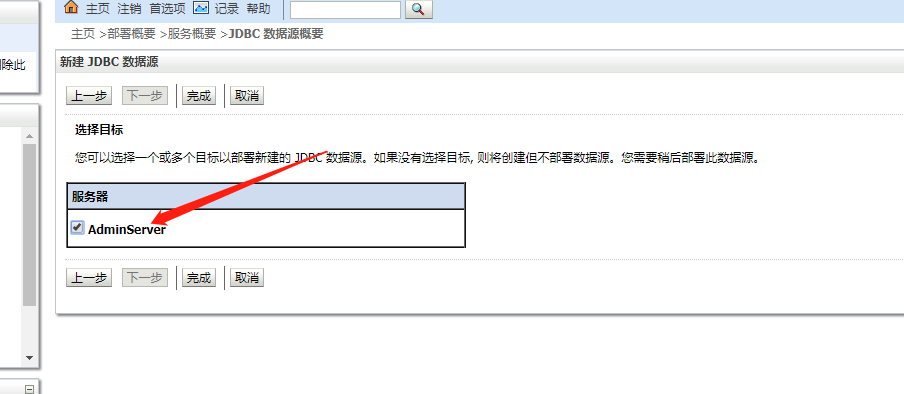 主页 注销 首选项 记录 帮助
主页 >部署概要 >服务概要 >JDBC 数据源概要
除此
新建 JDBC 数据源
上一步 下一步 完成 取消
选择目标
您可以选择一个或多个目标以部署新建的 JDBC 数据源。如果没有选择目标, 则将创建但不部署数据源。您需要稍后部署此数据源。
服务器
AdminServer
上一步 下一步 完成 取消